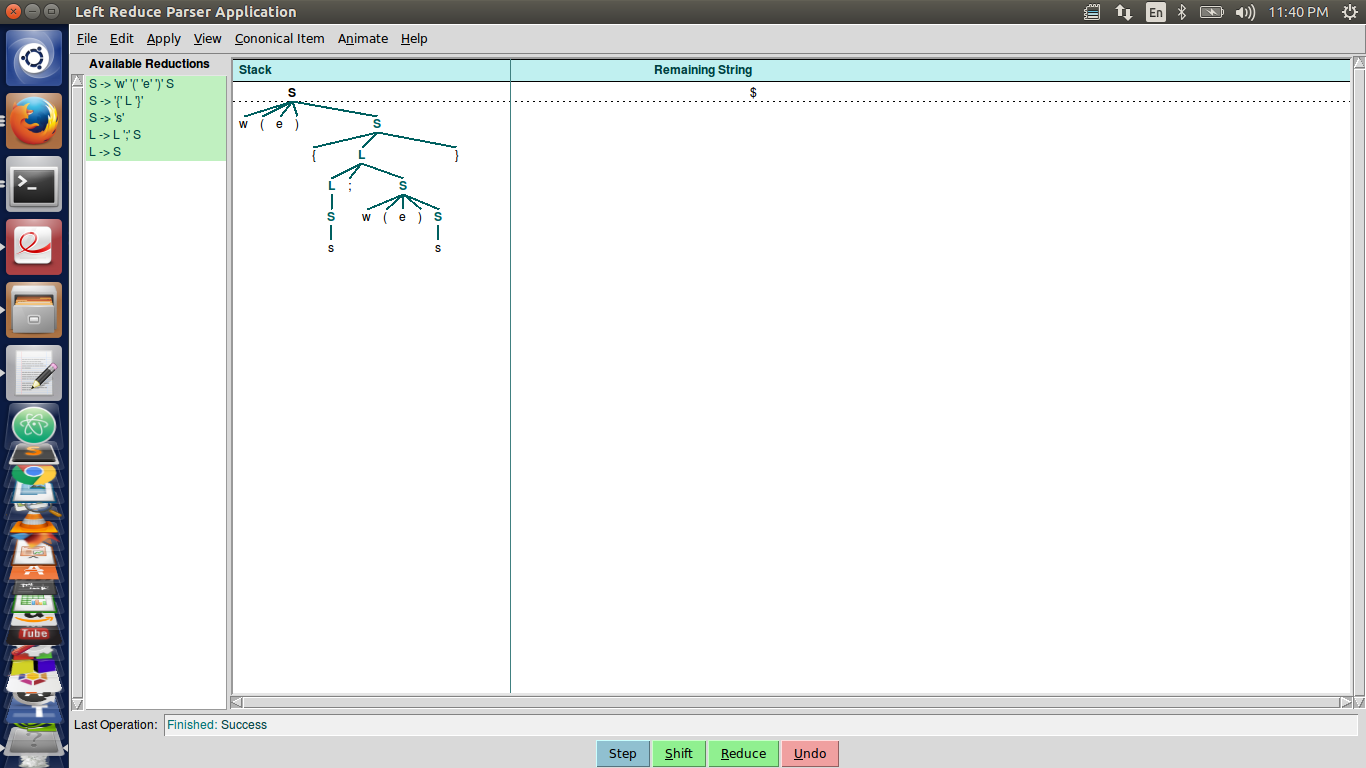 Left Reduce Parser Application
En
11:40 PM
File Edit Apply View Cononical Item Animate Help
Available Reductions
S -> 'w' '(' 'e' ')' S
S -> '{' L '}'
S -> 's'
L -> L ';' S
L -> S
Stack Remaining String
S $
w ( e ) S
{ L }
L ; S
S w ( e ) S
s s
Tube
Last Operation: Finished: Success
Step Shift Reduce Undo